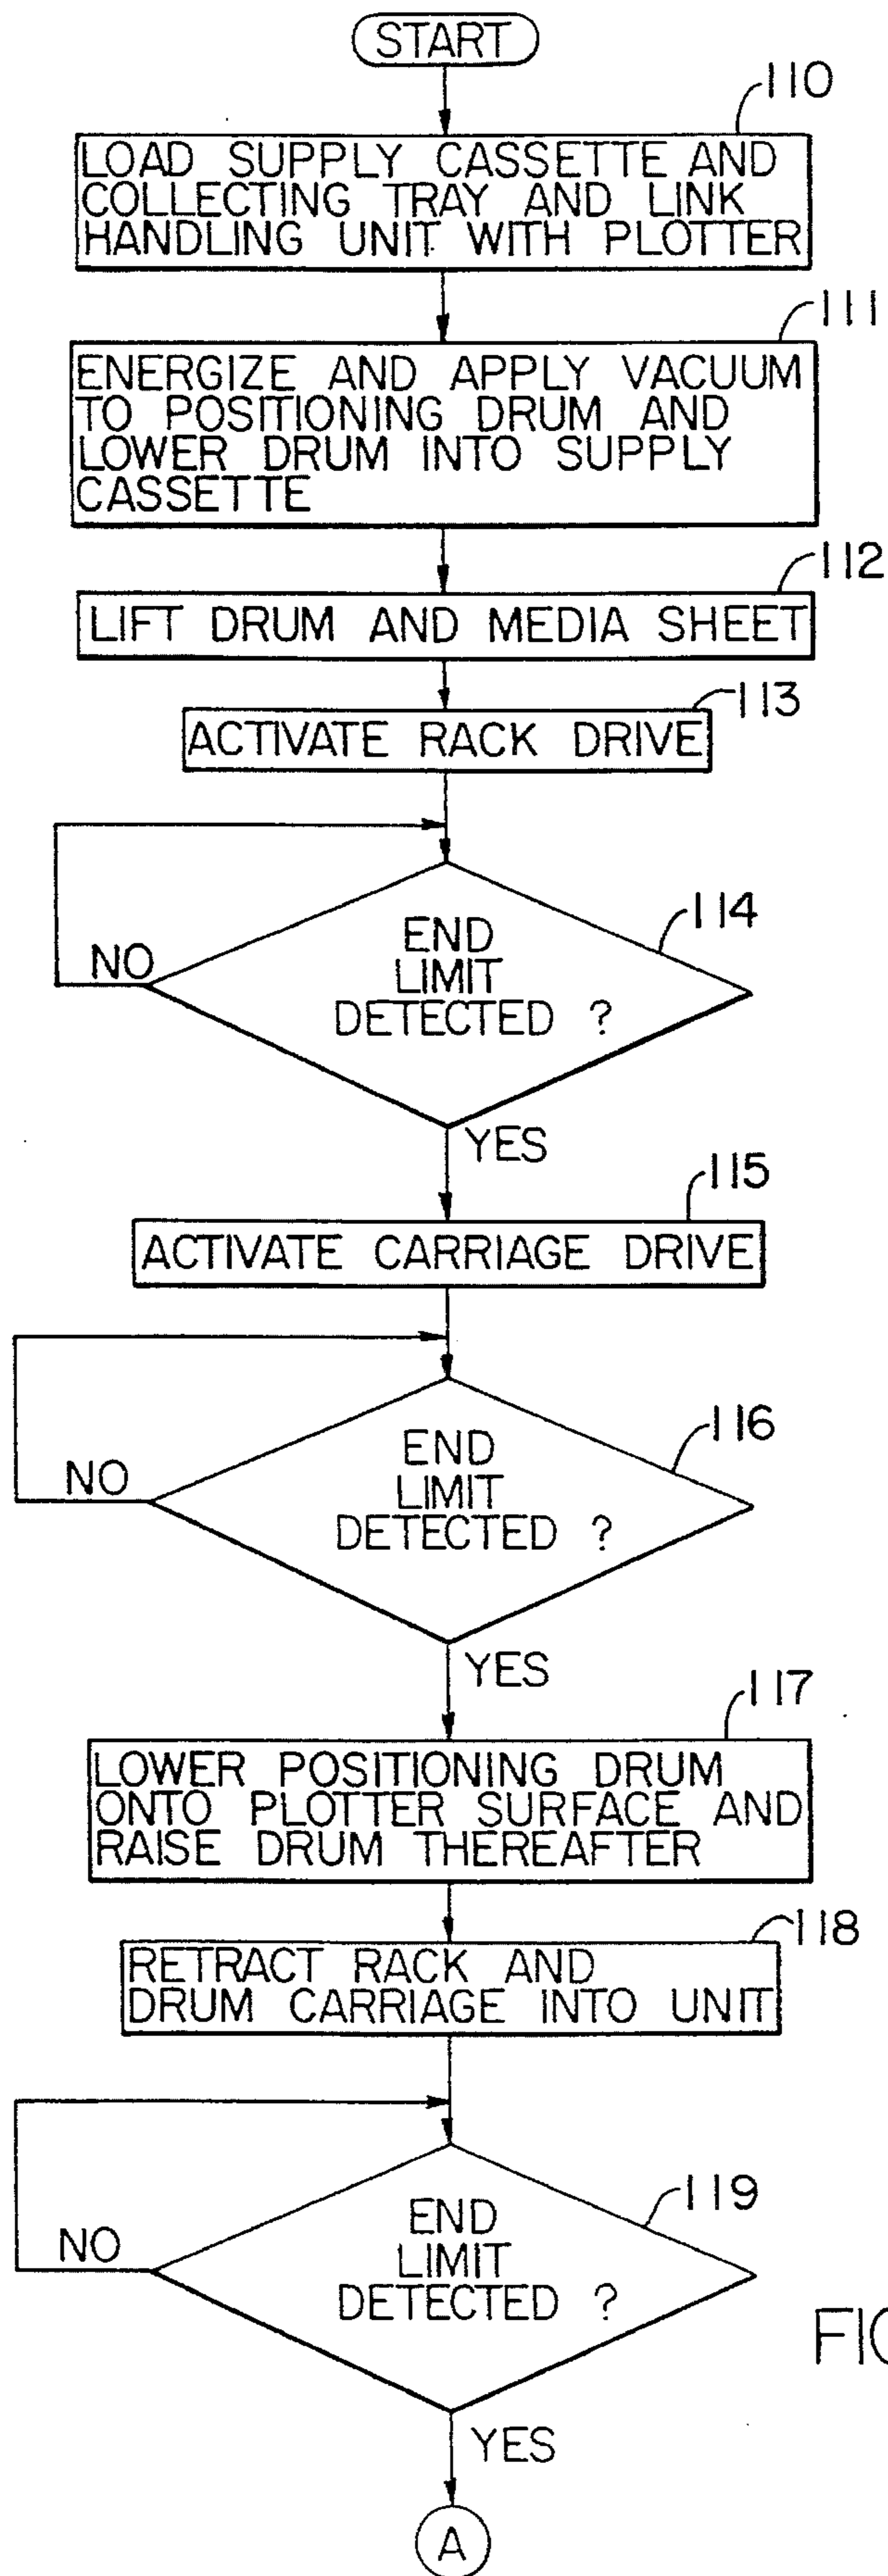 START
110
LOAD SUPPLY CASSETTE AND
COLLECTING TRAY AND LINK
HANDLING UNIT WITH PLOTTER
111
ENERGIZE AND APPLY VACUUM
TO POSITIONING DRUM AND
LOWER DRUM INTO SUPPLY
CASSETTE
112
LIFT DRUM AND MEDIA SHEET
113
ACTIVATE RACK DRIVE
114
END
LIMIT
DETECTED ?
NO
YES
115
ACTIVATE CARRIAGE DRIVE
116
END
LIMIT
DETECTED ?
NO
YES
117
LOWER POSITIONING DRUM
ONTO PLOTTER SURFACE AND
RAISE DRUM THEREAFTER
118
RETRACT RACK AND
DRUM CARRIAGE INTO UNIT
119
END
LIMIT
DETECTED ?
NO
YES
A